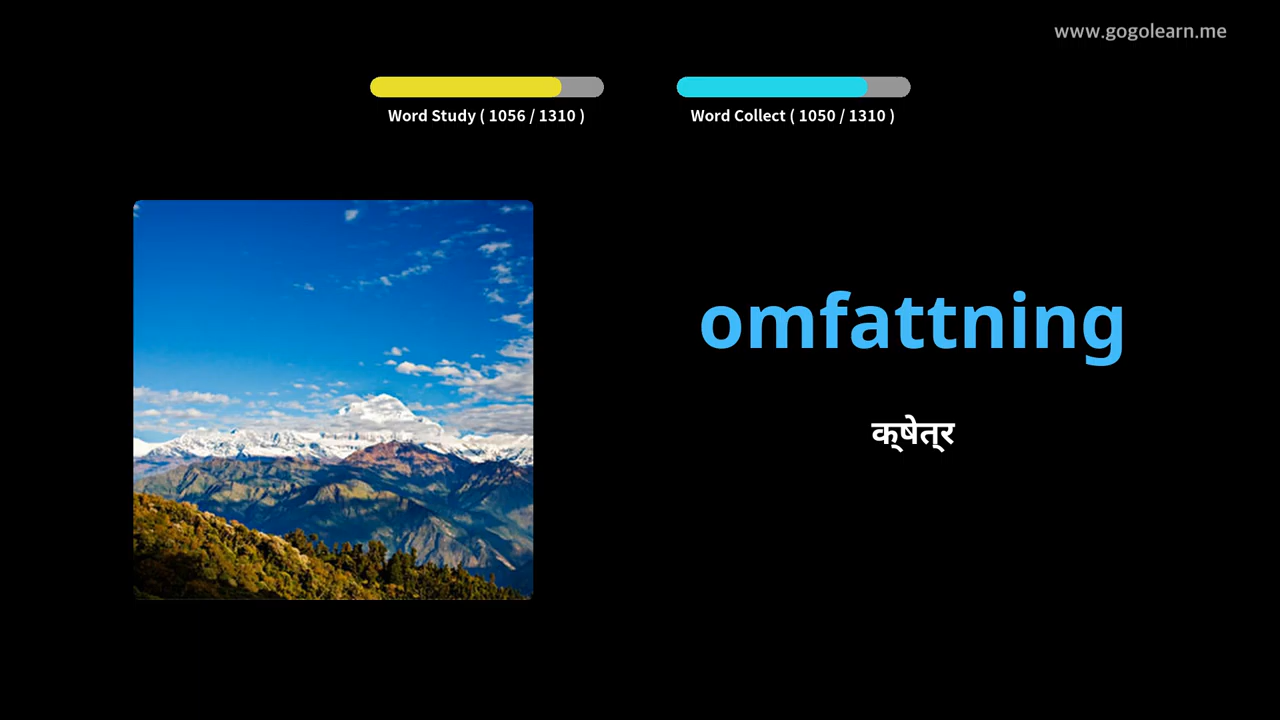 www.gogolearn.me
Word Study ( 1056 / 1310 )
Word Collect ( 1050 / 1310 )
omfattning
क्षेत्र